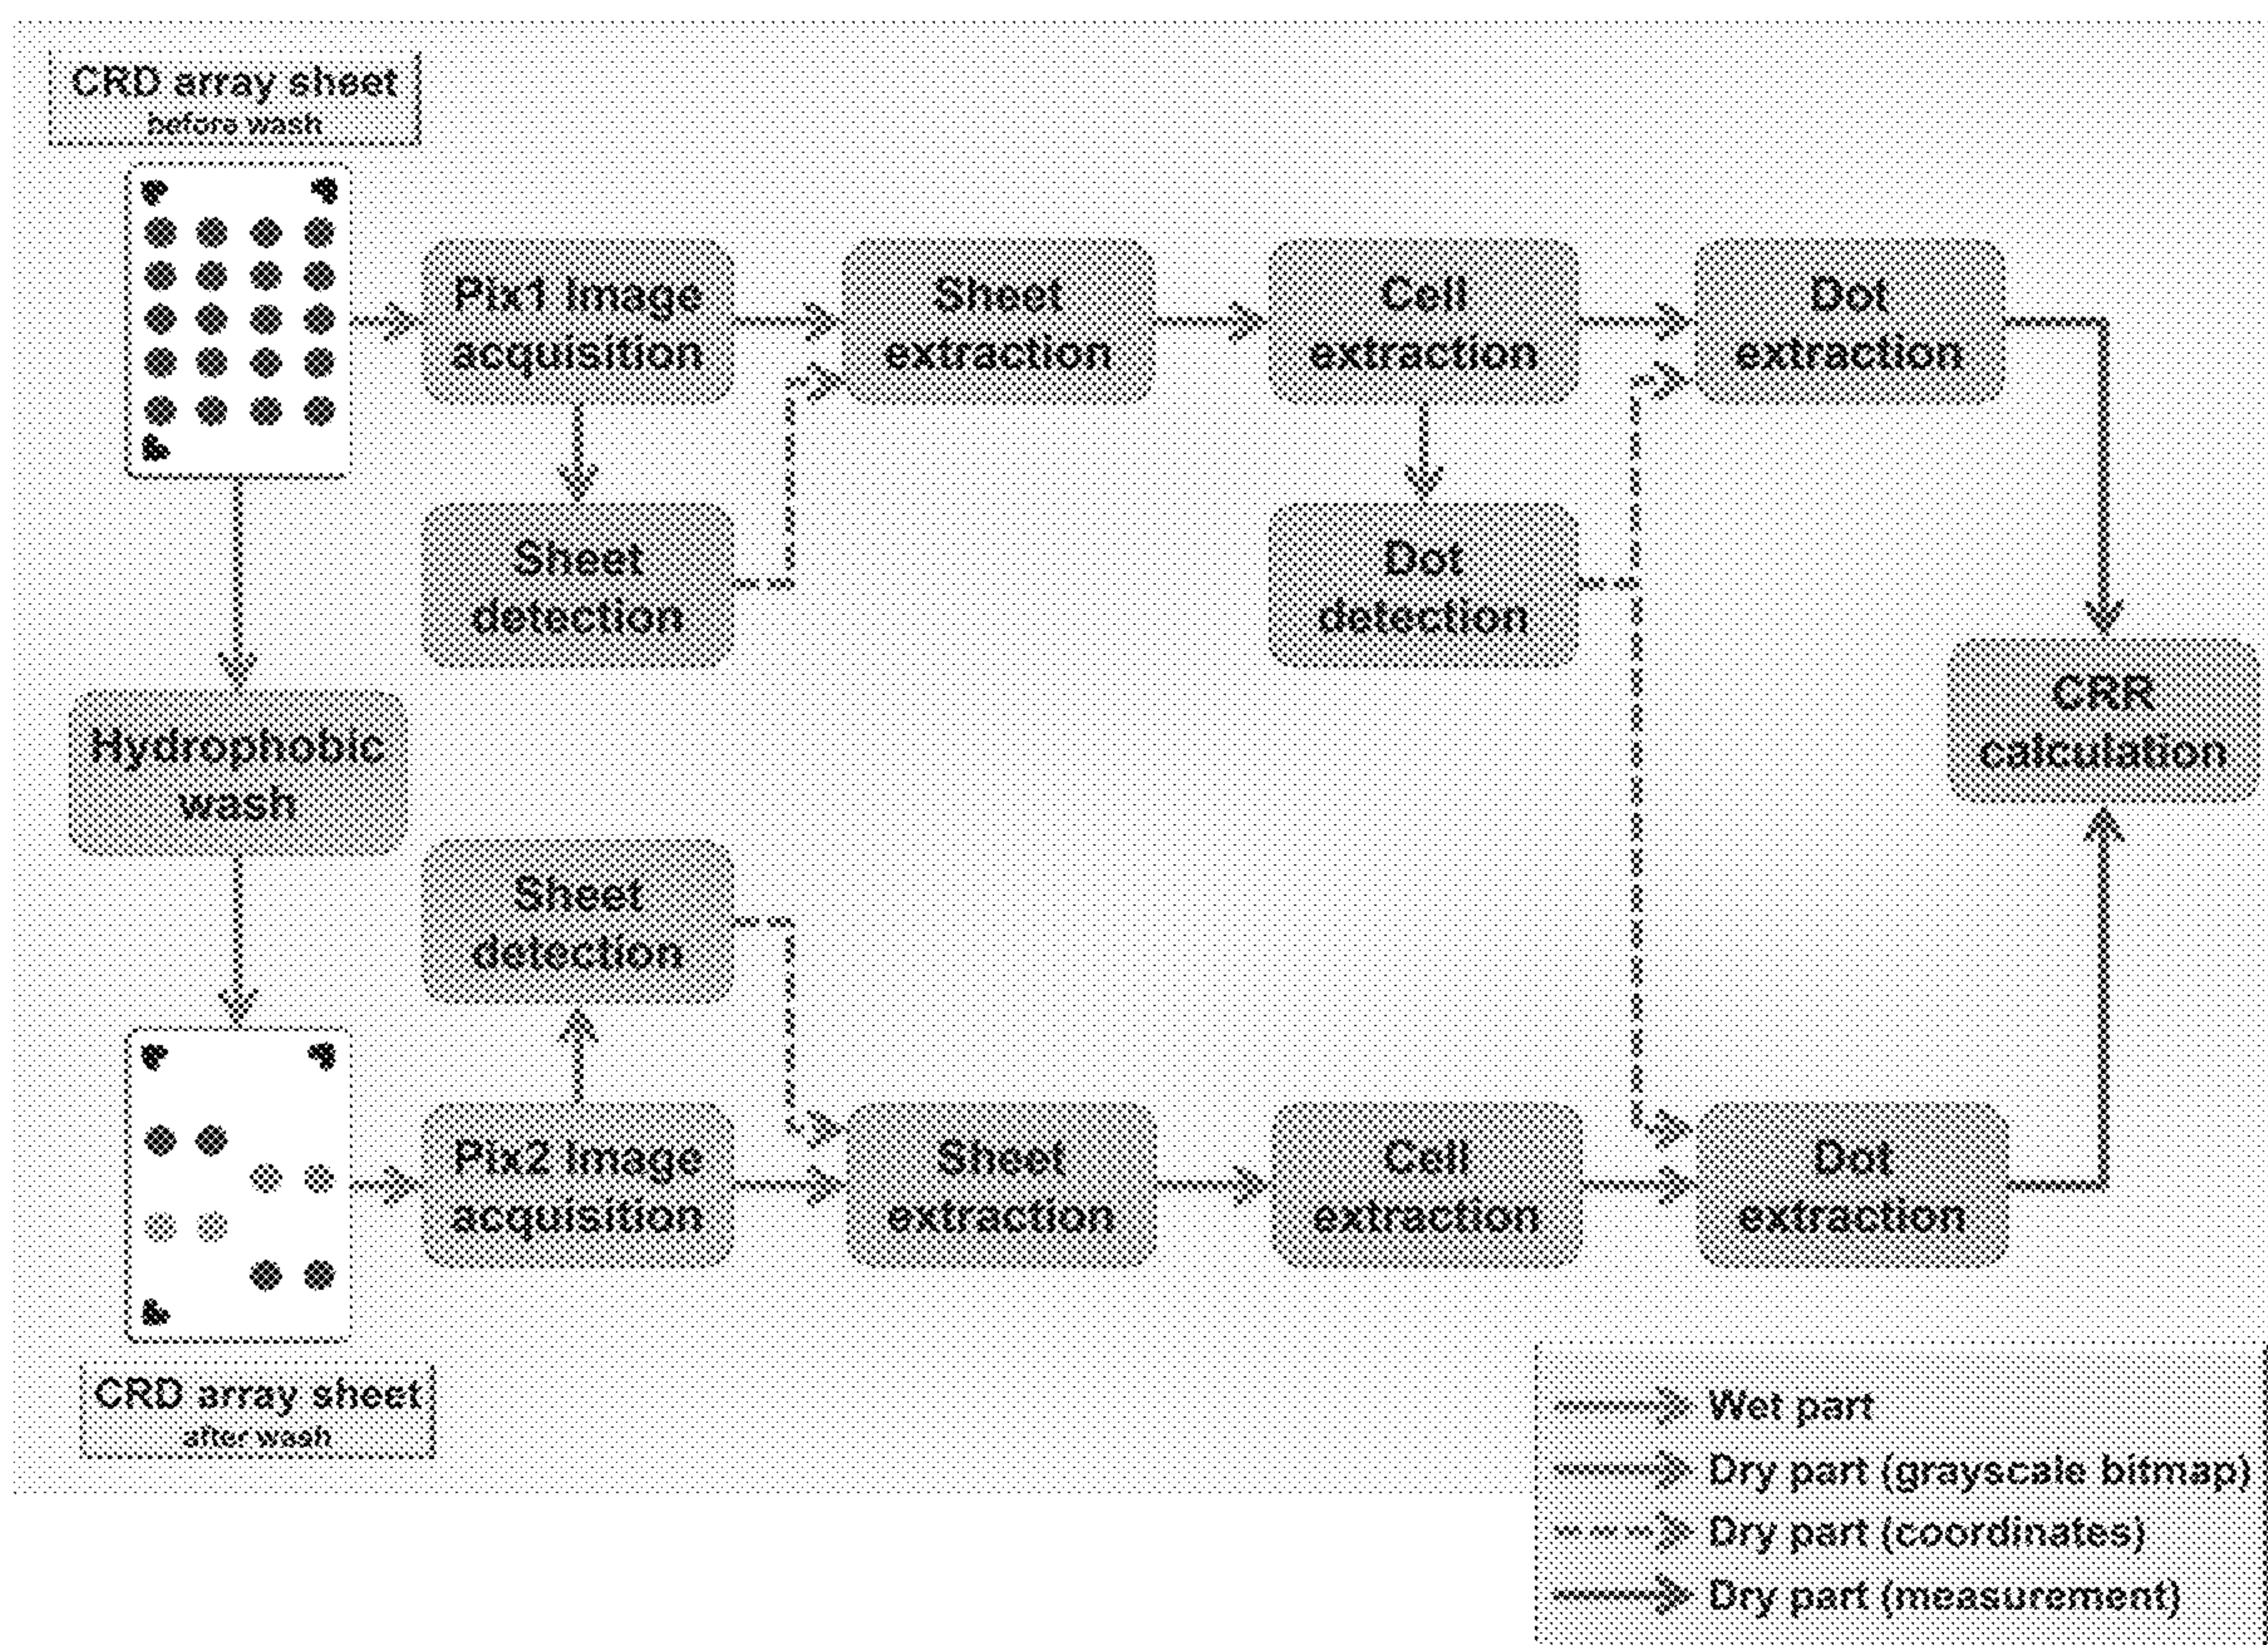 CRD array sheet
before wash
Pix1 Image
acquisition
Sheet
extraction
Cell
extraction
Dot
extraction
Sheet
detection
Dot
detection
CRR
calculation
Hydrophobic
wash
Sheet
detection
Pix2 Image
acquisition
Sheet
extraction
Cell
extraction
Dot
extraction
CRD array sheet
after wash
Wet part
Dry part (grayscale bitmap)
Dry part (coordinates)
Dry part (measurement)